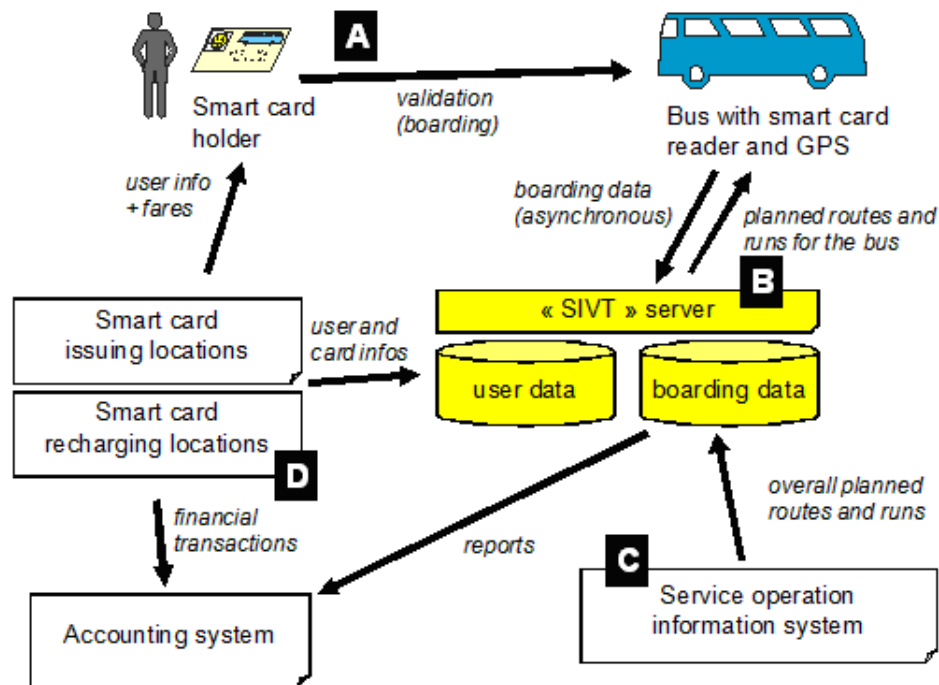 A
Smart card
holder
validation
(boarding)
Bus with smart card
reader and GPS
user info
+ fares
boarding data
(asynchronous)
planned routes and
runs for the bus
B
« SIVT » server
Smart card
issuing locations
user and
card infos
user data
boarding data
Smart card
recharging locations
D
financial
transactions
reports
overall planned
routes and runs
C
Service operation
information system
Accounting system